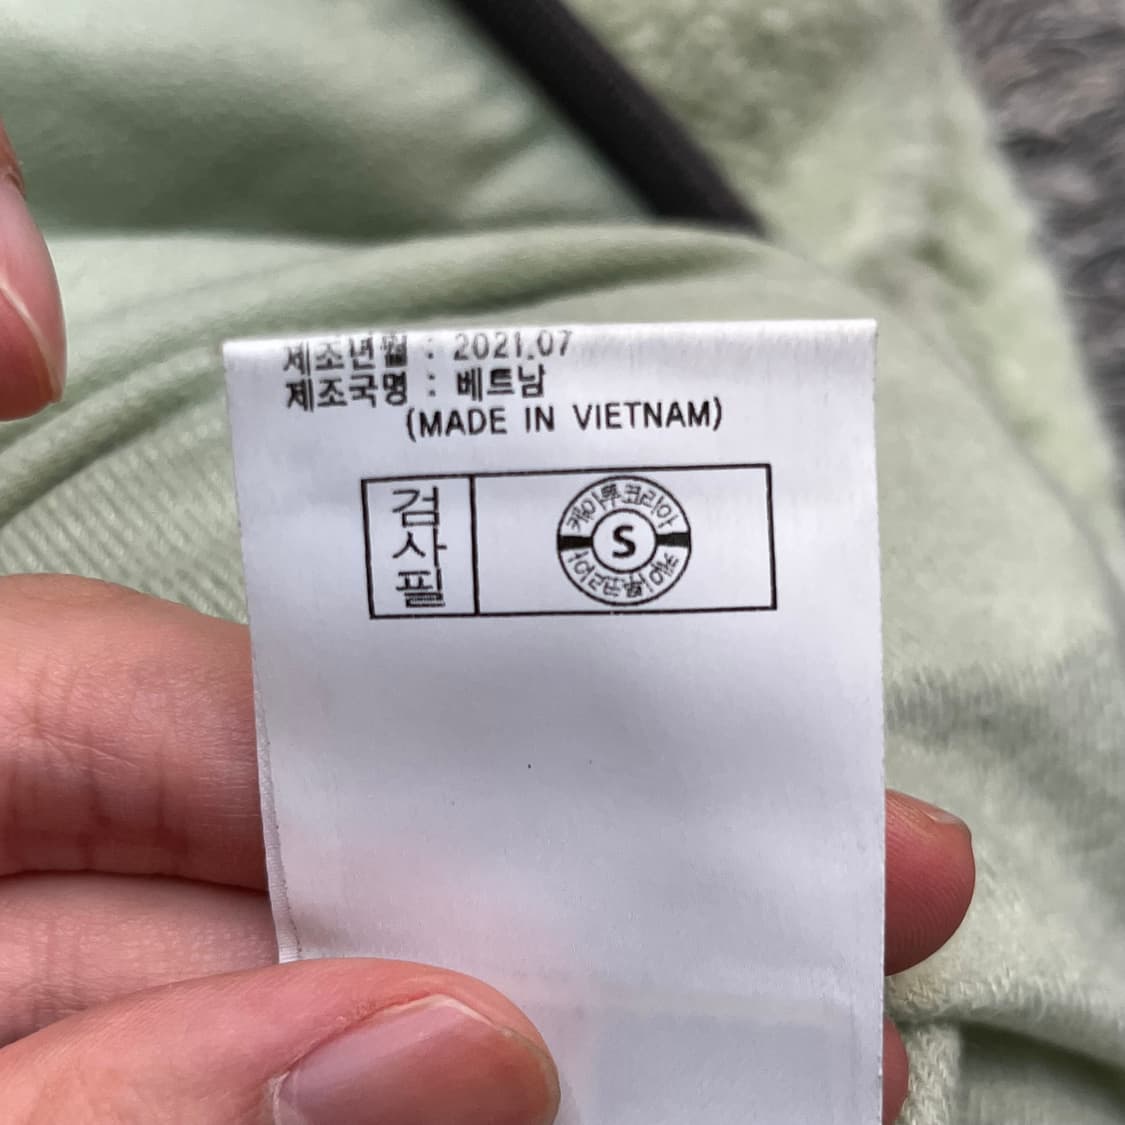 제조년월 : 2021.07
제조국명 : 베트남
(MADE IN VIETNAM)
검사필
케이투코리아
S